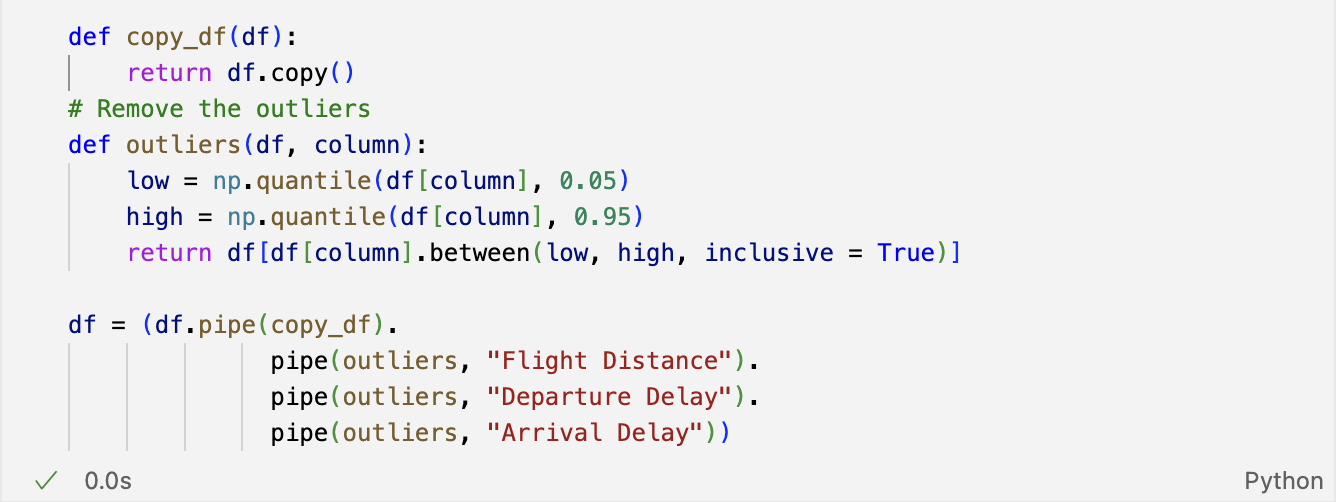 def copy_df(df):
    return df.copy()
# Remove the outliers
def outliers(df, column):
    low = np.quantile(df[column], 0.05)
    high = np.quantile(df[column], 0.95)
    return df[df[column].between(low, high, inclusive = True)]

df = (df.pipe(copy_df).
              pipe(outliers, "Flight Distance").
              pipe(outliers, "Departure Delay").
              pipe(outliers, "Arrival Delay"))
✓ 0.0s Python